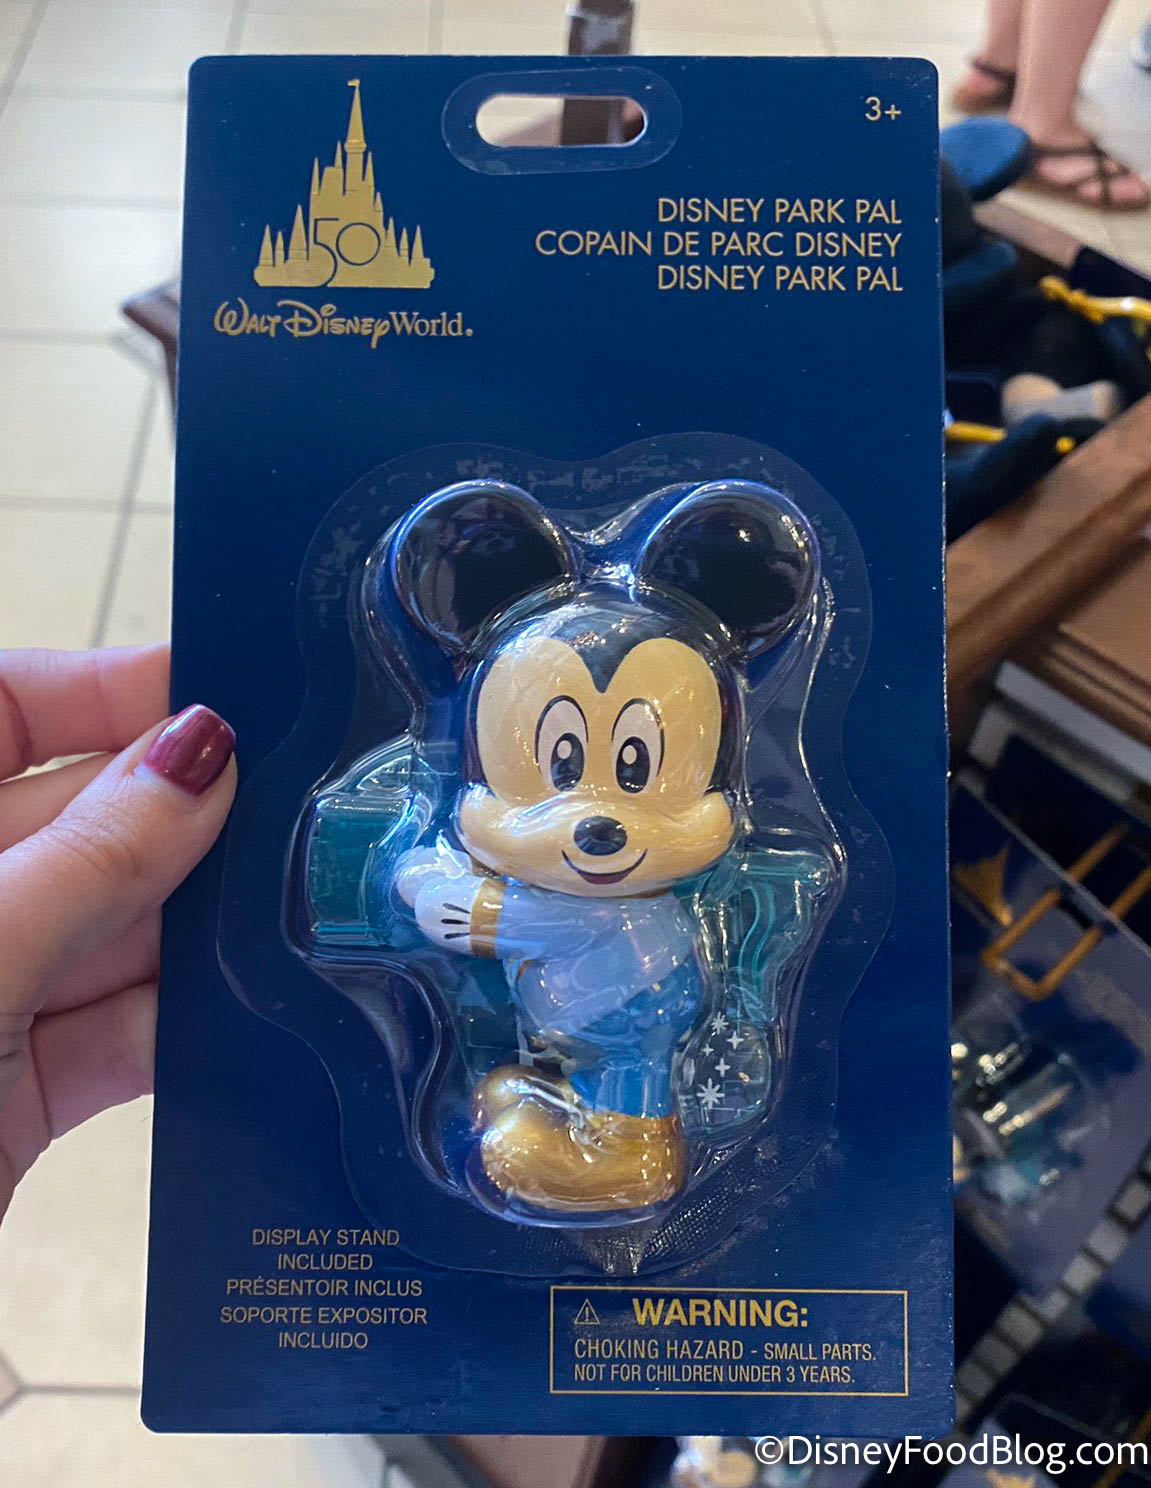 50
Walt Disney World.
3+
DISNEY PARK PAL
COPAIN DE PARC DISNEY
DISNEY PARK PAL
DISPLAY STAND
INCLUDED
PRÉSENTOIR INCLUS
SOPORTE EXPOSITOR
INCLUIDO
⚠ WARNING:
CHOKING HAZARD - SMALL PARTS.
NOT FOR CHILDREN UNDER 3 YEARS.
©DisneyFoodBlog.com